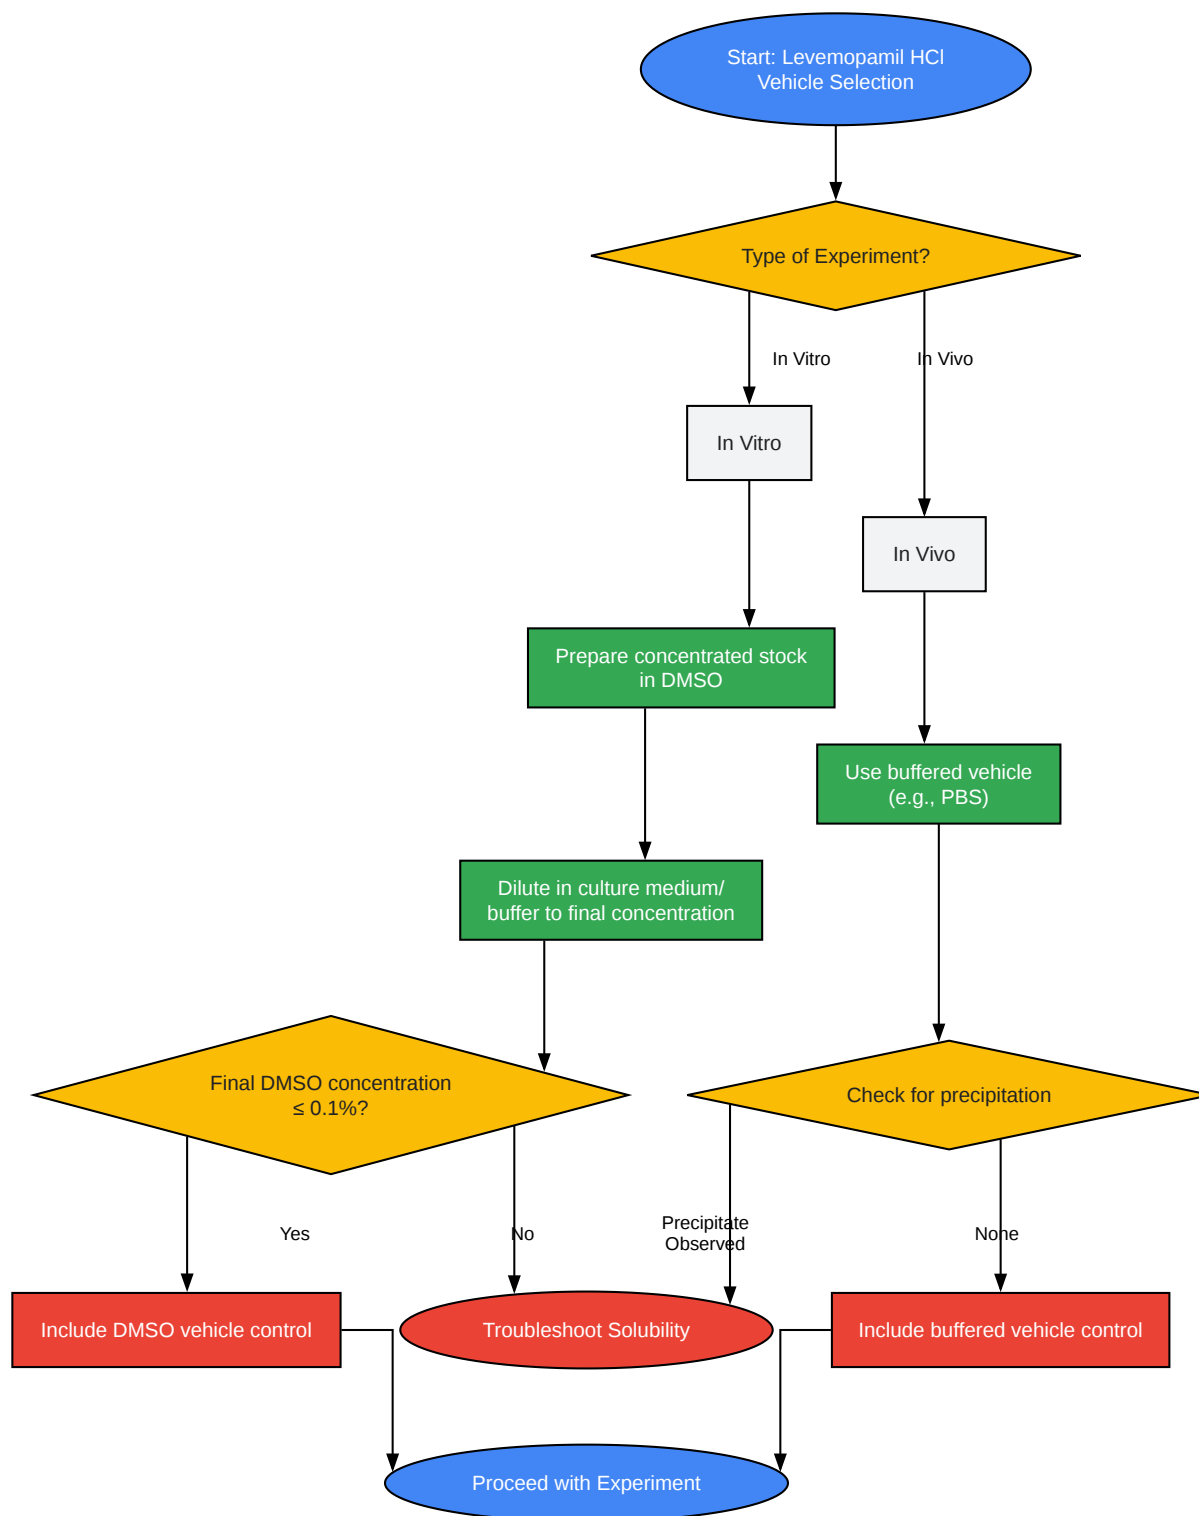 Start: Levemopamil HCl
Vehicle Selection
Type of Experiment?
In Vitro
In Vivo
In Vitro
In Vivo
Prepare concentrated stock
in DMSO
Use buffered vehicle
(e.g., PBS)
Dilute in culture medium/
buffer to final concentration
Final DMSO concentration
≤ 0.1%?
Check for precipitation
Yes
No
Precipitate
Observed
None
Include DMSO vehicle control
Troubleshoot Solubility
Include buffered vehicle control
Proceed with Experiment